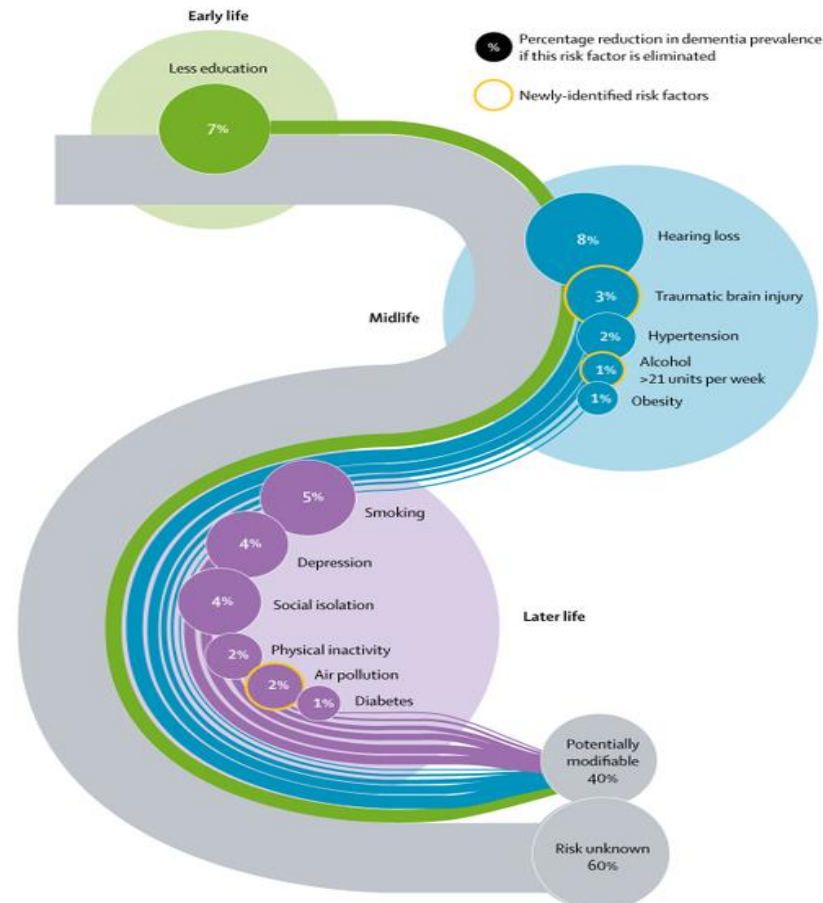 Early life
Less education
7%
%
Percentage reduction in dementia prevalence
if this risk factor is eliminated
Newly-identified risk factors
8%
Hearing loss
3%
Traumatic brain injury
Midlife
2%
Hypertension
1%
Alcohol
>21 units per week
1%
Obesity
5%
Smoking
4%
Depression
4%
Social isolation
Later life
2%
Physical inactivity
2%
Air pollution
1%
Diabetes
Potentially
modifiable
40%
Risk unknown
60%